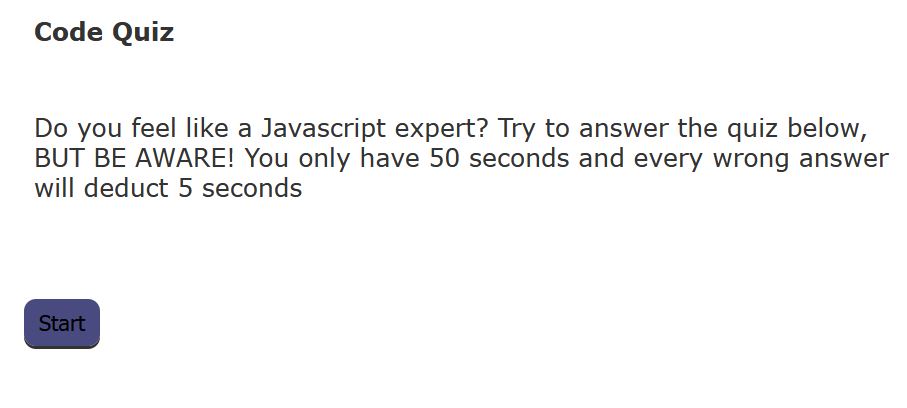 Code Quiz
Do you feel like a Javascript expert? Try to answer the quiz below,
BUT BE AWARE! You only have 50 seconds and every wrong answer
will deduct 5 seconds
Start